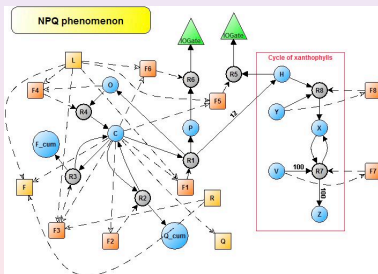 NPQ phenomenon
IOGate
IOGate
Cycle of xanthophylls
L
F6
R6
R5
H
R8
F4
O
F5
F8
Y
R4
12
C
P
X
F_cum
R1
V
100
R7
F7
R3
F
F1
R
100
R2
F3
F2
Q_cum
Q
Z